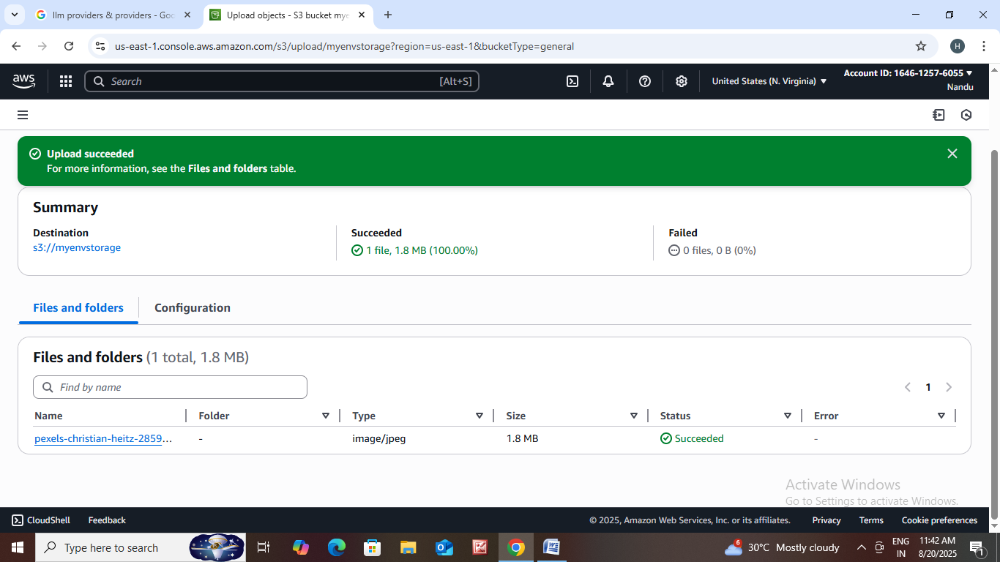 llm providers & providers - Goo
Upload objects - S3 bucket mye
us-east-1.console.aws.amazon.com/s3/upload/myenvstorage?region=us-east-1&bucketType=general
H
aws
Search
[Alt+S]
United States (N. Virginia)
Account ID: 1646-1257-6055
Nandu
Upload succeeded
For more information, see the Files and folders table.
Summary
Destination
s3://myenvstorage
Succeeded
1 file, 1.8 MB (100.00%)
Failed
0 files, 0 B (0%)
Files and folders
Configuration
Files and folders (1 total, 1.8 MB)
Find by name
1
Name Folder Type Size Status Error
pexels-christian-heitz-2859... - image/jpeg 1.8 MB Succeeded -
Activate Windows
Go to Settings to activate Windows.
CloudShell Feedback © 2025, Amazon Web Services, Inc. or its affiliates. Privacy Terms Cookie preferences
Type here to search
6
30°C Mostly cloudy
ENG
IN
11:42 AM
8/20/2025
1